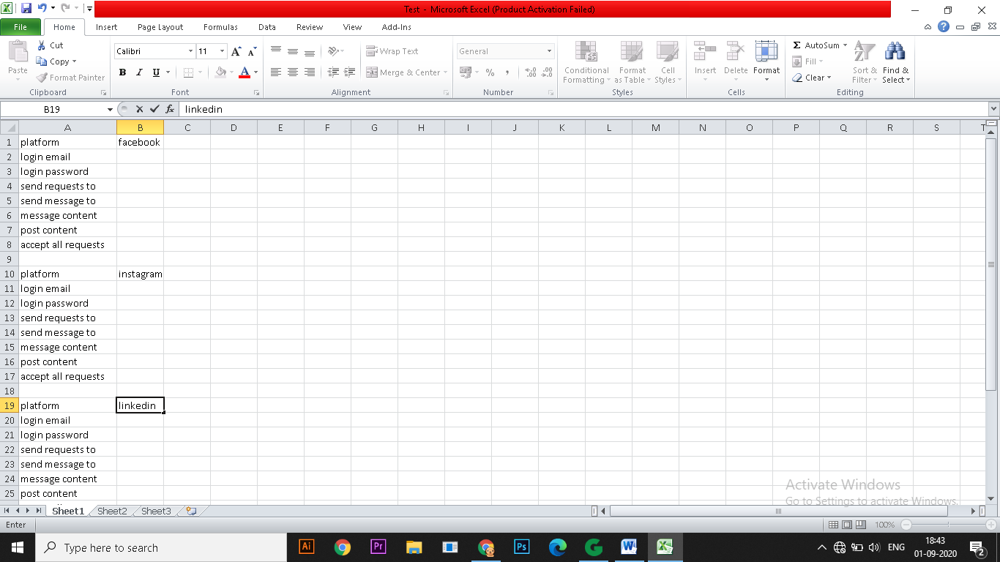 Test - Microsoft Excel (Product Activation Failed)
File Home Insert Page Layout Formulas Data Review View Add-Ins
Paste Cut Copy Format Painter Clipboard
Calibri 11 A A B I U A Font
Wrap Text Merge & Center Alignment
General % , .00 .00 Number
Conditional Formatting Format as Table Cell Styles Styles
Insert Delete Format Cells
Σ AutoSum Fill Clear Sort & Filter Find & Select Editing
B19 fx linkedin
A B C D E F G H I J K L M N O P Q R S T
1 platform facebook
2 login email
3 login password
4 send requests to
5 send message to
6 message content
7 post content
8 accept all requests
9
10 platform instagram
11 login email
12 login password
13 send requests to
14 send message to
15 message content
16 post content
17 accept all requests
18
19 platform linkedin
20 login email
21 login password
22 send requests to
23 send message to
24 message content
25 post content
Activate Windows
Go to Settings to activate Windows.
Sheet1 Sheet2 Sheet3
Enter 100%
Type here to search Ai Pr Ps W X ENG 18:43
01-09-2020 2